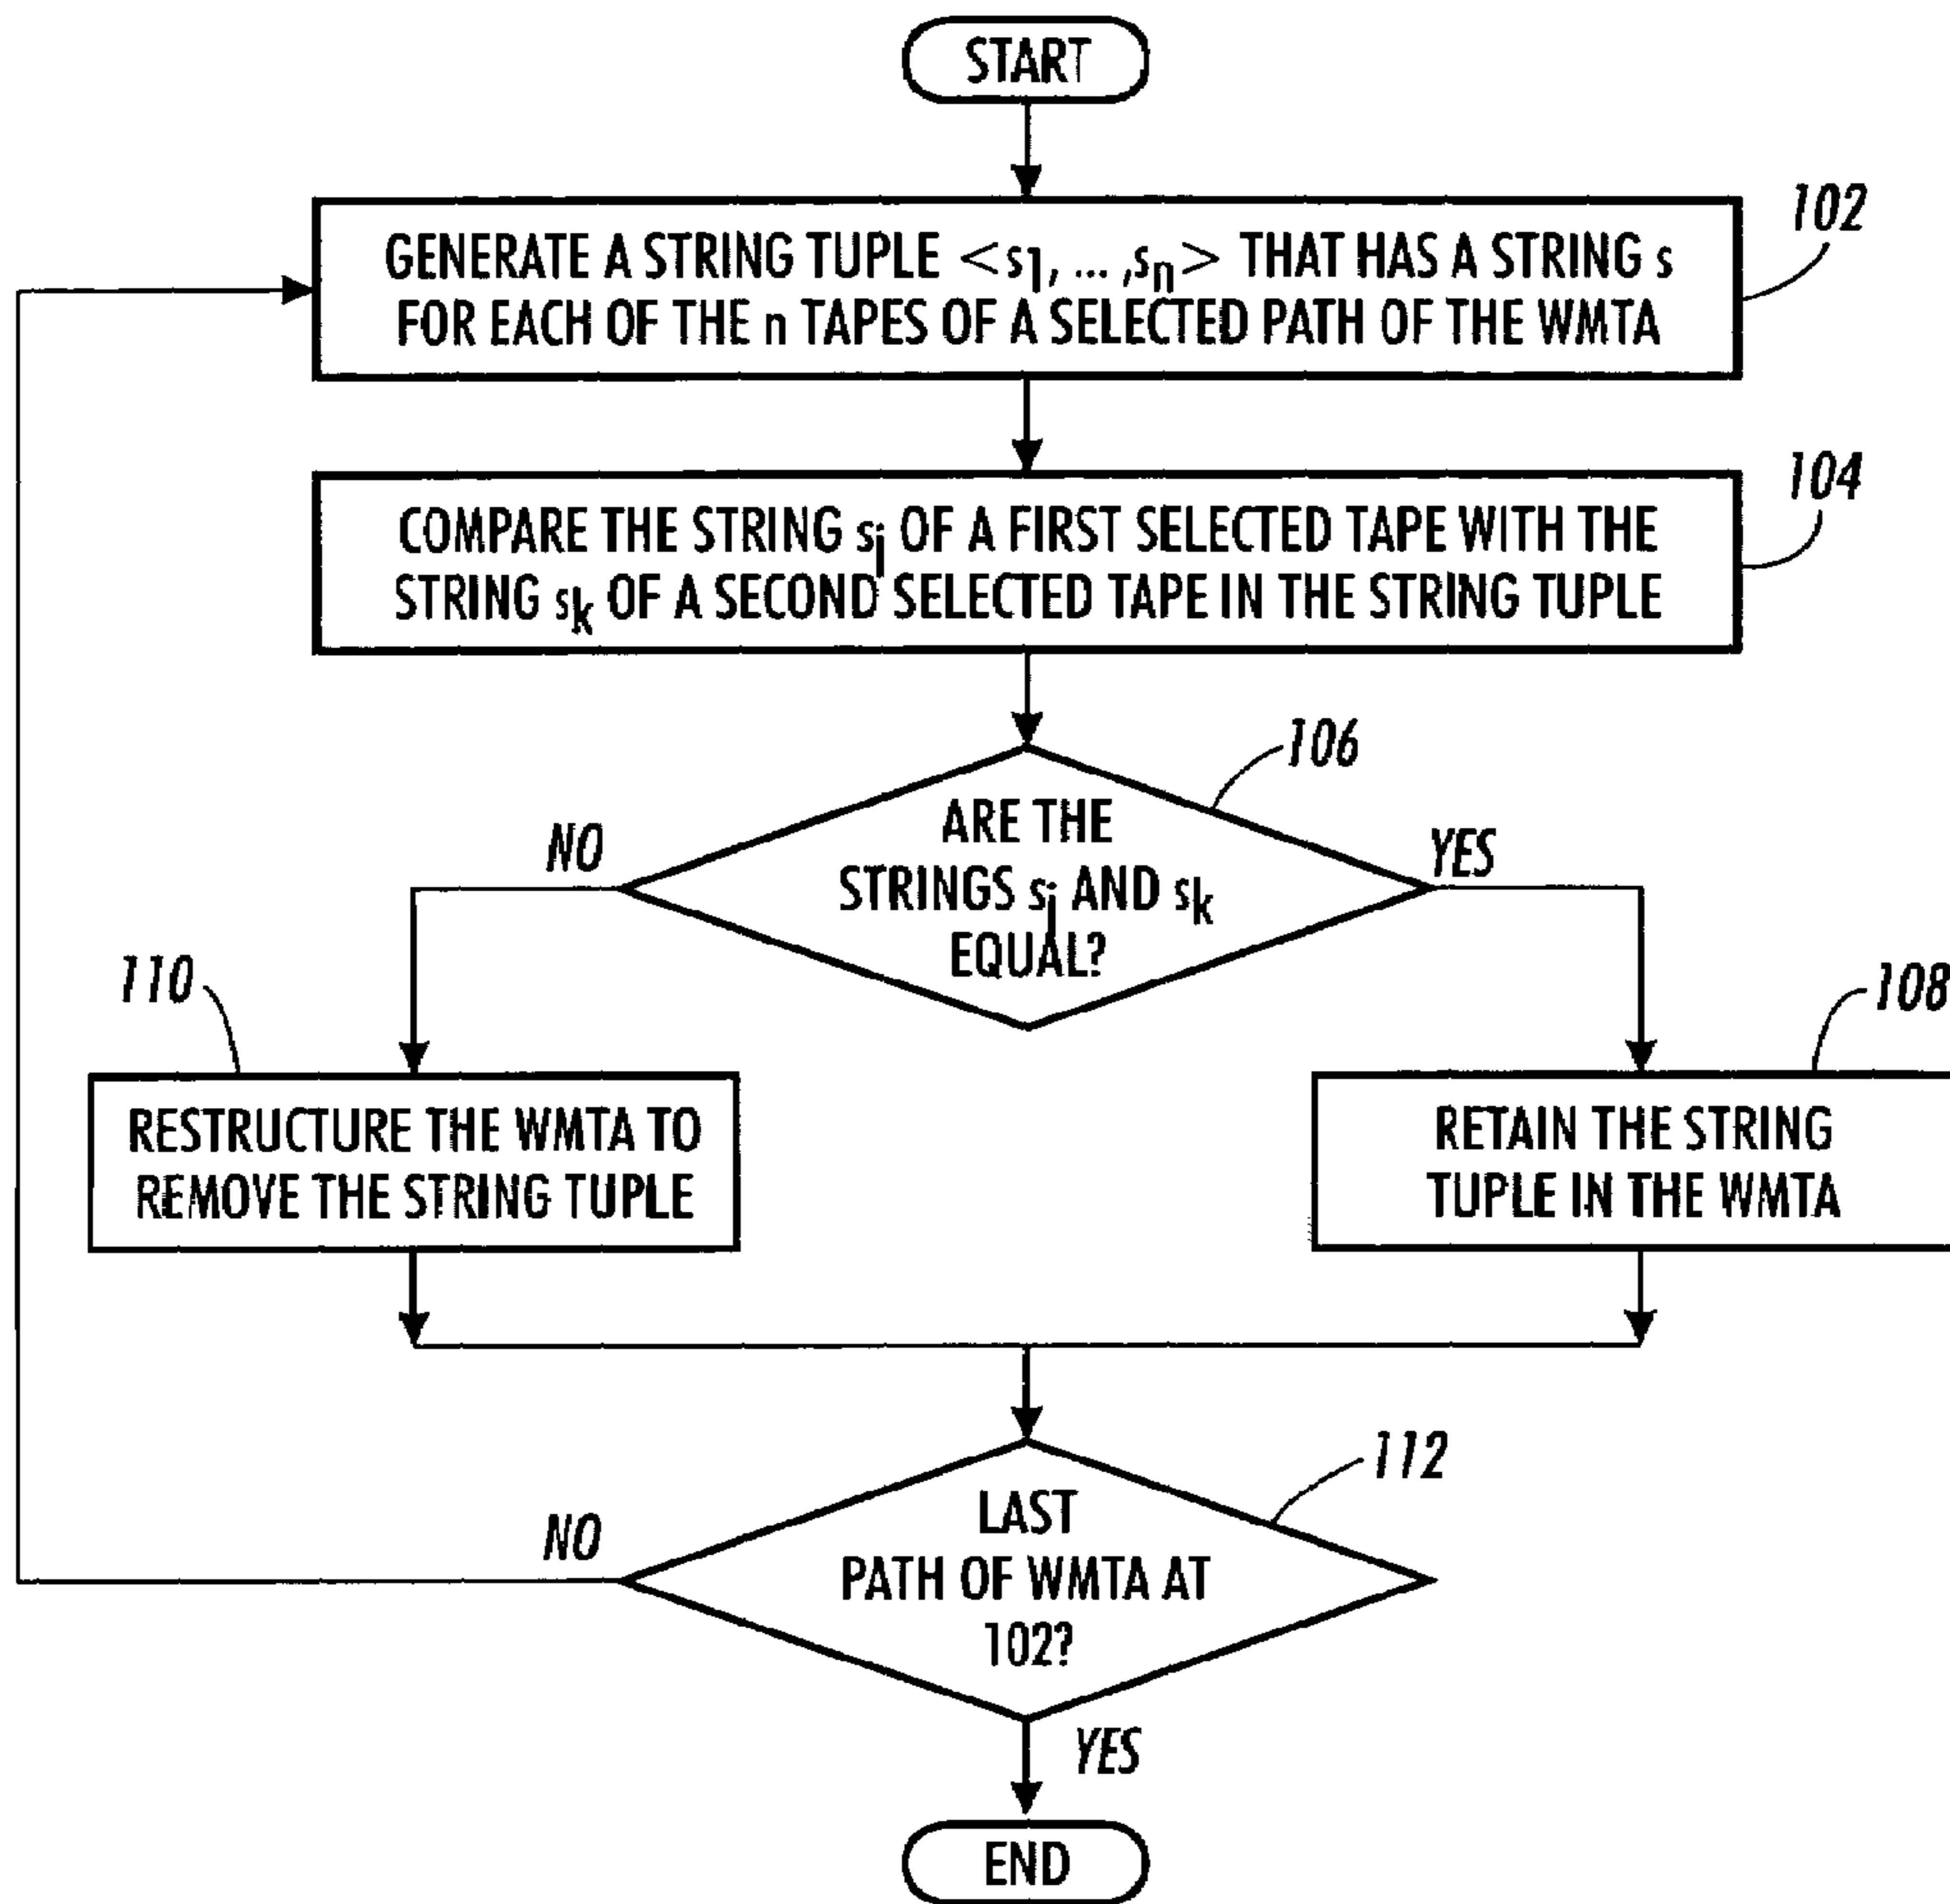 START
GENERATE A STRING TUPLE <s1, ... ,sn> THAT HAS A STRING s
FOR EACH OF THE n TAPES OF A SELECTED PATH OF THE WMTA
102
COMPARE THE STRING sj OF A FIRST SELECTED TAPE WITH THE
STRING sk OF A SECOND SELECTED TAPE IN THE STRING TUPLE
104
ARE THE
STRINGS sj AND sk
EQUAL?
106
NO
YES
110
108
RESTRUCTURE THE WMTA TO
REMOVE THE STRING TUPLE
RETAIN THE STRING
TUPLE IN THE WMTA
LAST
PATH OF WMTA AT
102?
112
NO
YES
END